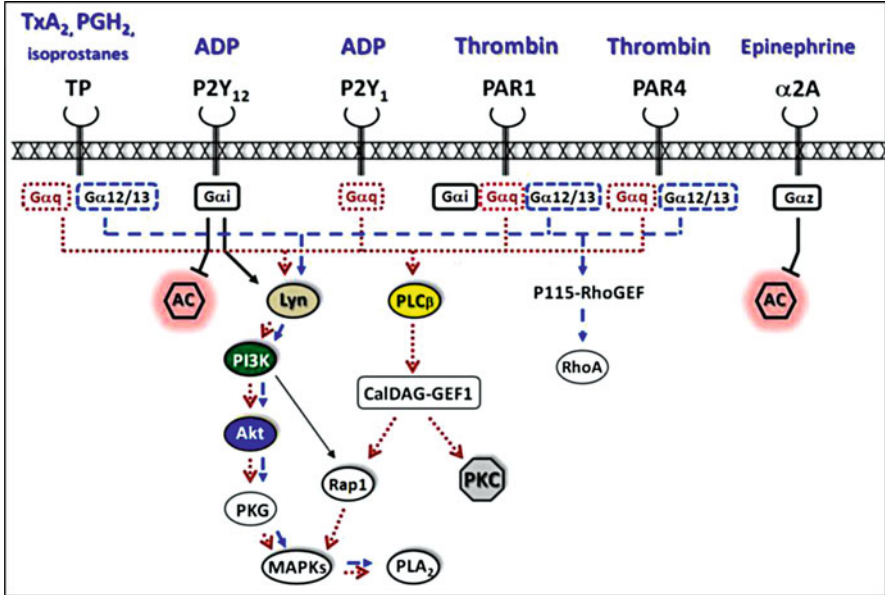 TxA2, PGH2,
isoprostanes
ADP
ADP
Thrombin
Thrombin
Epinephrine
TP
P2Y12
P2Y1
PAR1
PAR4
α2A
Gαq
Gα12/13
Gαi
Gαq
Gαi
Gαq
Gα12/13
Gαq
Gα12/13
Gαz
AC
Lyn
PLCβ
P115-RhoGEF
AC
PI3K
RhoA
CalDAG-GEF1
Akt
Rap1
PKC
PKG
MAPKs
PLA2